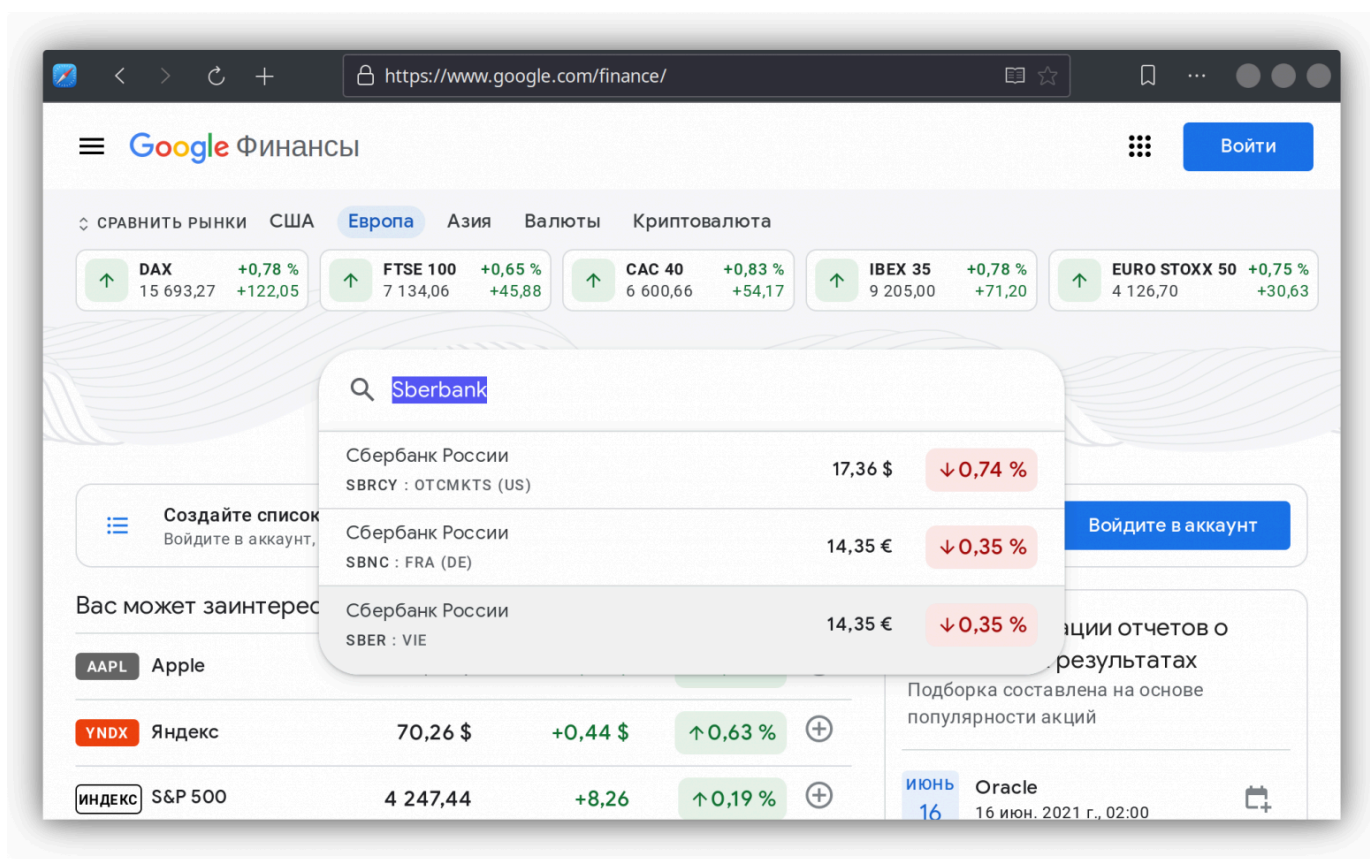 https://www.google.com/finance/
Google Финансы
Войти
СРАВНИТЬ РЫНКИ США Европа Азия Валюты Криптовалюта
DAX +0,78 %
15 693,27 +122,05
FTSE 100 +0,65 %
7 134,06 +45,88
CAC 40 +0,83 %
6 600,66 +54,17
IBEX 35 +0,78 %
9 205,00 +71,20
EURO STOXX 50 +0,75 %
4 126,70 +30,63
Sberbank
Сбербанк России
SBRCY : OTCMKTS (US)
17,36 $ 0,74 %
Сбербанк России
SBNC : FRA (DE)
14,35 € 0,35 %
Сбербанк России
SBER : VIE
14,35 € 0,35 %
Создайте список
Войдите в аккаунт,
Войдите в аккаунт
Вас может заинтерес
AAPL Apple
YNDX Яндекс 70,26 $ +0,44 $ 0,63 %
ИНДЕКС S&P 500 4 247,44 +8,26 0,19 %
ации отчетов о
результатах
Подборка составлена на основе
популярности акций
ИЮНЬ
16
Oracle
16 июн. 2021 г., 02:00